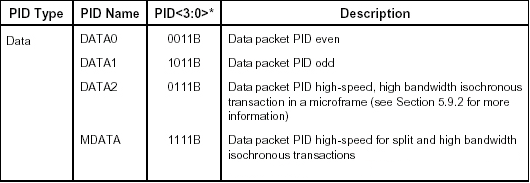 PID Type PID Name PID<3:0>* Description
Data DATA0 0011B Data packet PID even
DATA1 1011B Data packet PID odd
DATA2 0111B Data packet PID high-speed, high bandwidth isochronous
transaction in a microframe (see Section 5.9.2 for more
information)
MDATA 1111B Data packet PID high-speed for split and high bandwidth
isochronous transactions